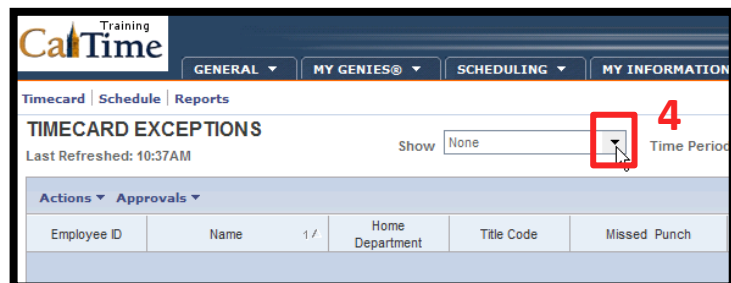 Training
CalTime
GENERAL MY GENIES® SCHEDULING MY INFORMATION
Timecard | Schedule | Reports
TIMECARD EXCEPTIONS
4
Show None Time Period
Last Refreshed: 10:37AM
Actions Approvals
Employee ID Name 1 / Home Department Title Code Missed Punch